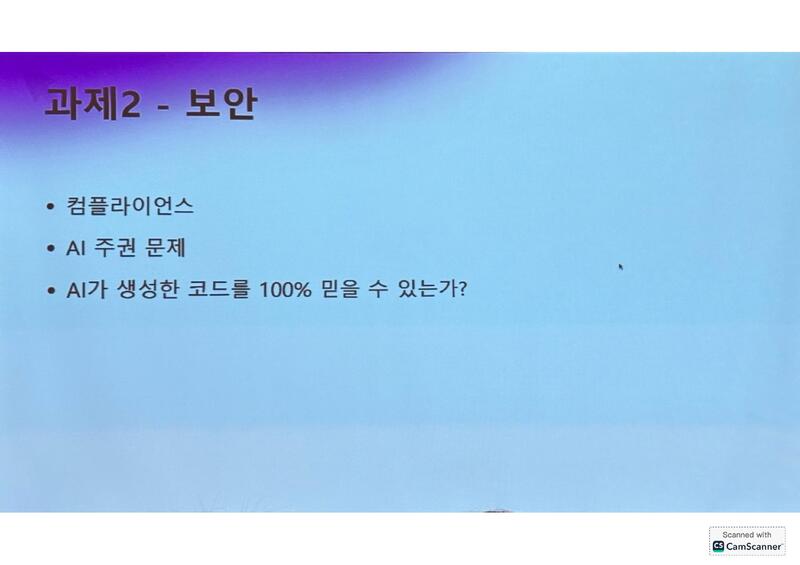 과제2 - 보안
• 컴플라이언스
• AI 주권 문제
• AI가 생성한 코드를 100% 믿을 수 있는가?
Scanned with
CS CamScanner